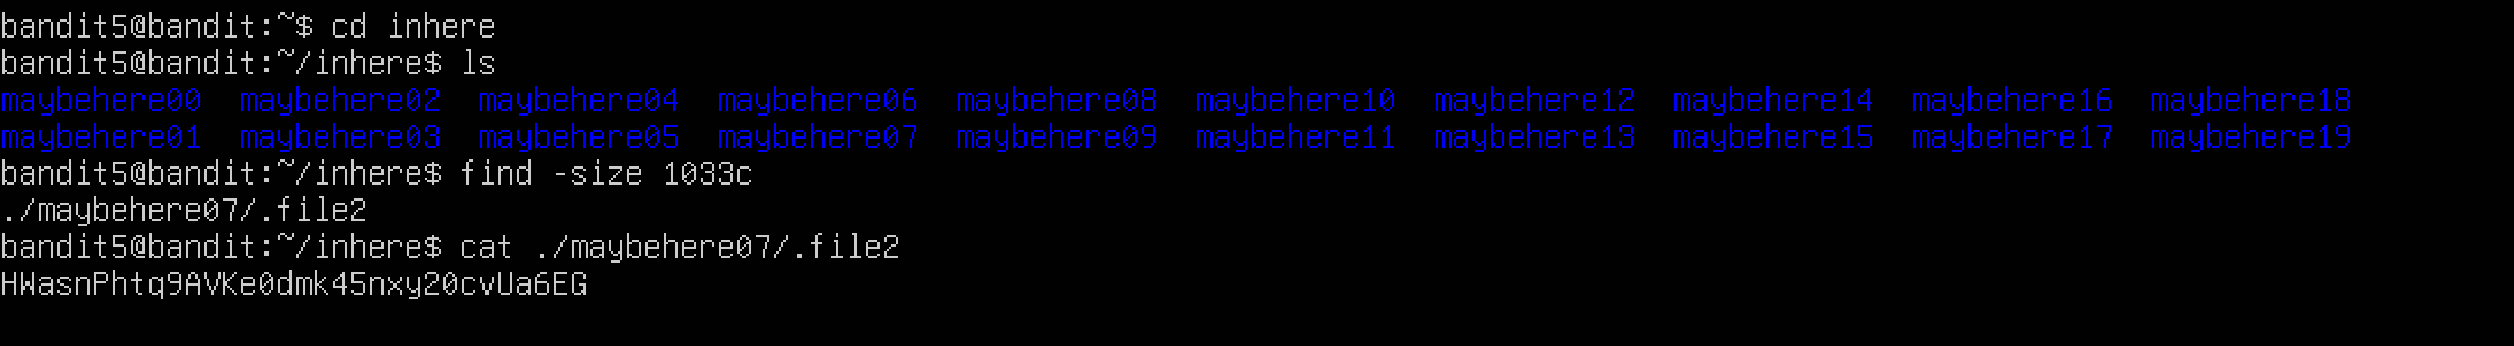 bandit5@bandit:~$ cd inhere
bandit5@bandit:~/inhere$ ls
maybehere00  maybehere02  maybehere04  maybehere06  maybehere08  maybehere10  maybehere12  maybehere14  maybehere16  maybehere18
maybehere01  maybehere03  maybehere05  maybehere07  maybehere09  maybehere11  maybehere13  maybehere15  maybehere17  maybehere19
bandit5@bandit:~/inhere$ find -size 1033c
./maybehere07/.file2
bandit5@bandit:~/inhere$ cat ./maybehere07/.file2
HWasnPhtq9AVKe0dmk45nxy20cvUa6EG